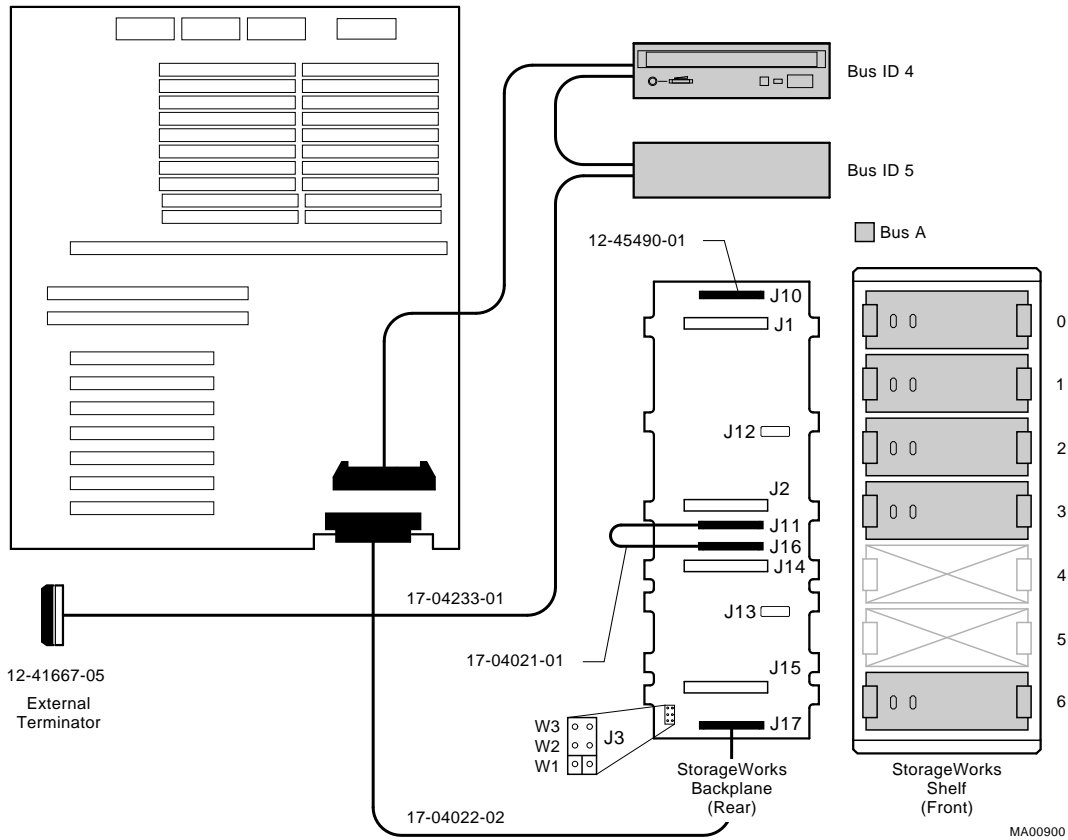 Bus ID 4
Bus ID 5
Bus A
12-45490-01
J10
J1
J12
J2
J11
J16
J14
J13
J15
J17
0
1
2
3
4
5
6
17-04233-01
17-04021-01
12-41667-05
External
Terminator
W3
W2
W1
J3
StorageWorks
Backplane
(Rear)
StorageWorks
Shelf
(Front)
17-04022-02
MA00900